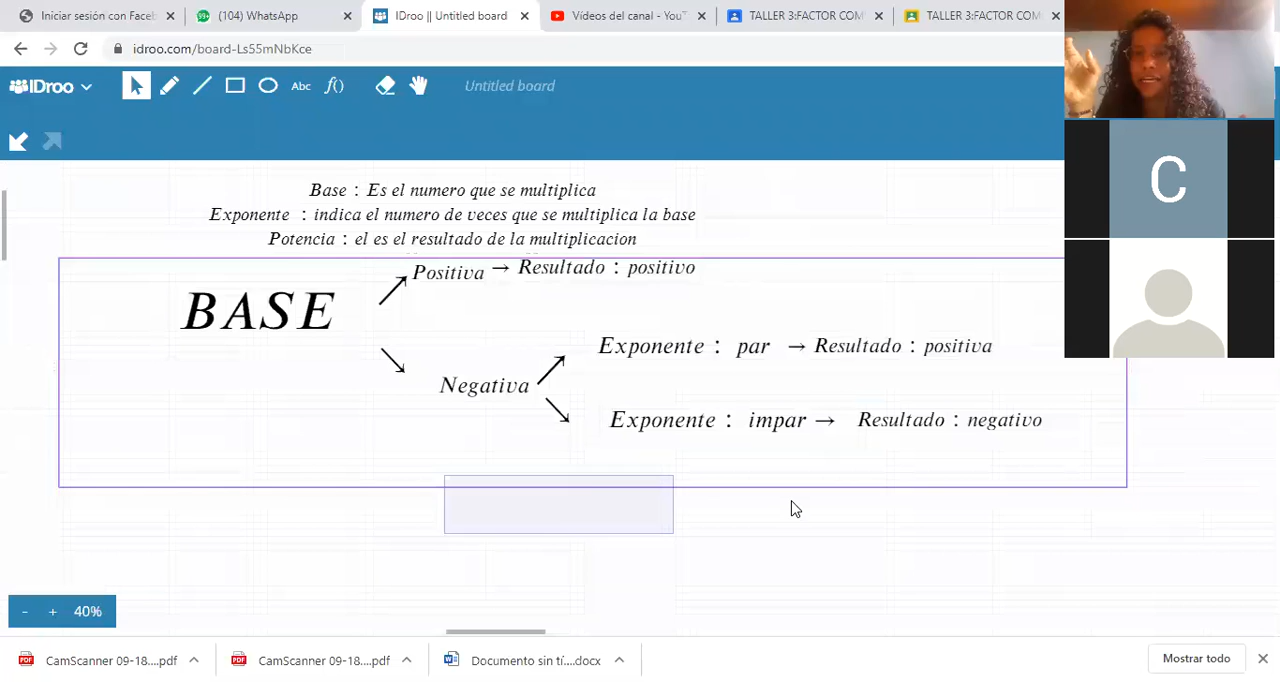 Iniciar sesión con Faceb
(104) WhatsApp
IDroo || Untitled board
Vídeos del canal - YouT
TALLER 3:FACTOR COM
TALLER 3:FACTOR COM
idroo.com/board-Ls55mNbKce
IDroo
Abc
f()
Untitled board
Base : Es el numero que se multiplica
Exponente : indica el numero de veces que se multiplica la base
Potencia : el es el resultado de la multiplicacion
Positiva → Resultado : positivo
BASE
Exponente : par → Resultado : positiva
Negativa
Exponente : impar → Resultado : negativo
C
- + 40%
CamScanner 09-18....pdf
CamScanner 09-18....pdf
Documento sin tí....docx
Mostrar todo